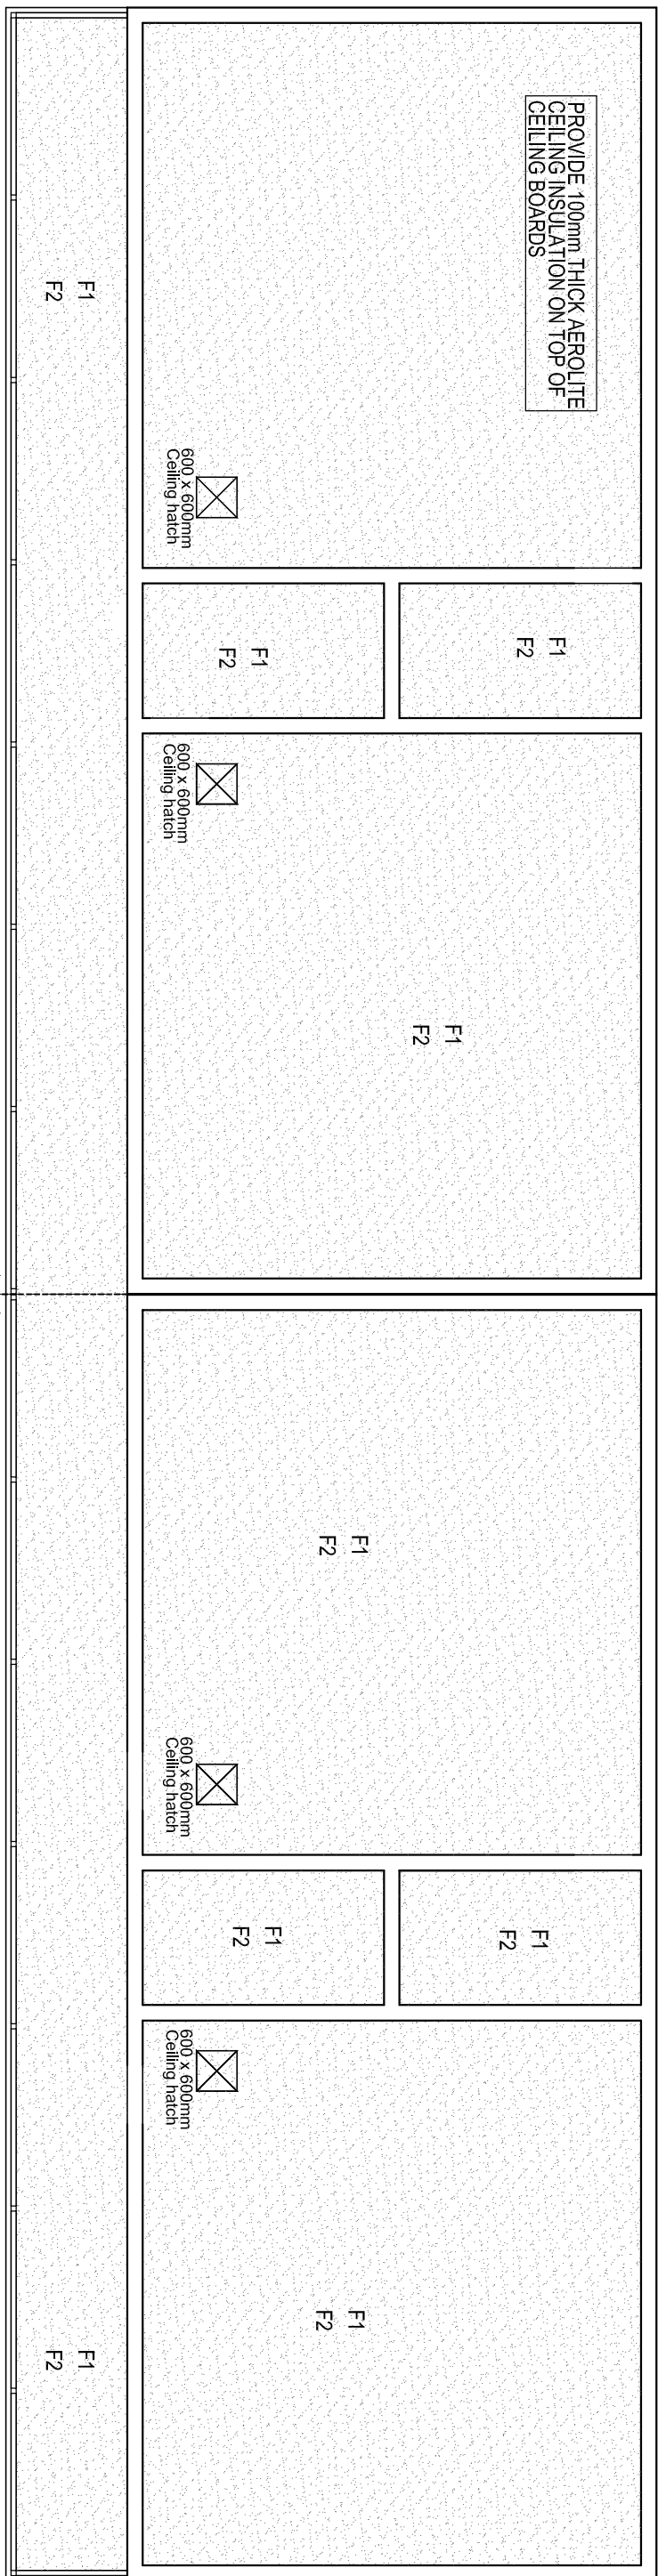 PROVIDE 100mm THICK AEROLITE
CEILING INSULATION ON TOP OF
CEILING BOARDS
600 x 600mm
Ceiling hatch
F1
F2
F1
F2
F1
F2
600 x 600mm
Ceiling hatch
F1
F2
F1
F2
600 x 600mm
Ceiling hatch
F1
F2
F1
F2
600 x 600mm
Ceiling hatch
F1
F2
F1
F2